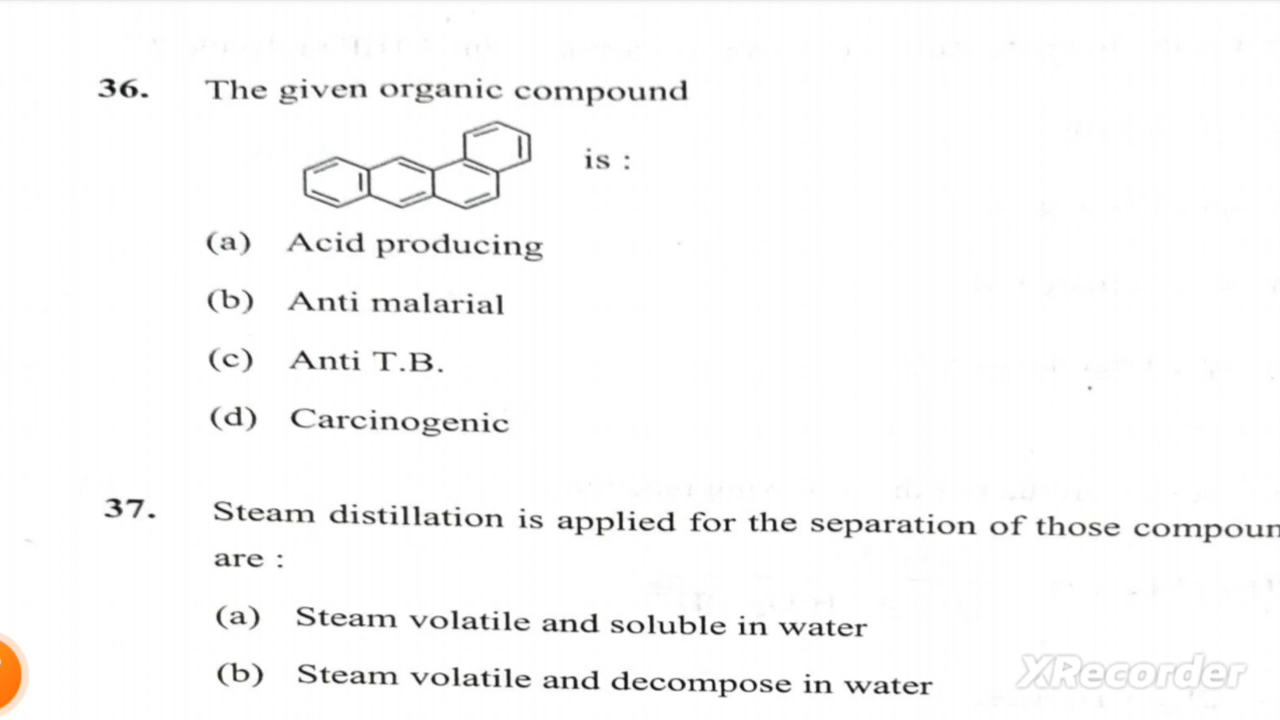 36. The given organic compound
is :
(a) Acid producing
(b) Anti malarial
(c) Anti T.B.
(d) Carcinogenic
37. Steam distillation is applied for the separation of those compoun
are :
(a) Steam volatile and soluble in water
(b) Steam volatile and decompose in water
XRecorder